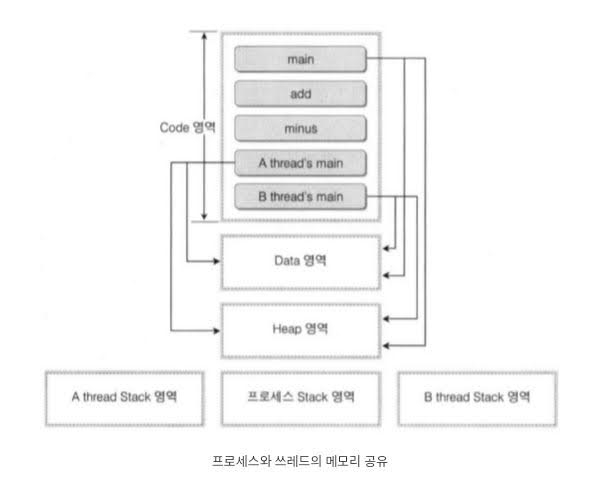 main
add
Code 영역
minus
A thread's main
B thread's main
Data 영역
Heap 영역
A thread Stack 영역
프로세스 Stack 영역
B thread Stack 영역
프로세스와 쓰레드의 메모리 공유